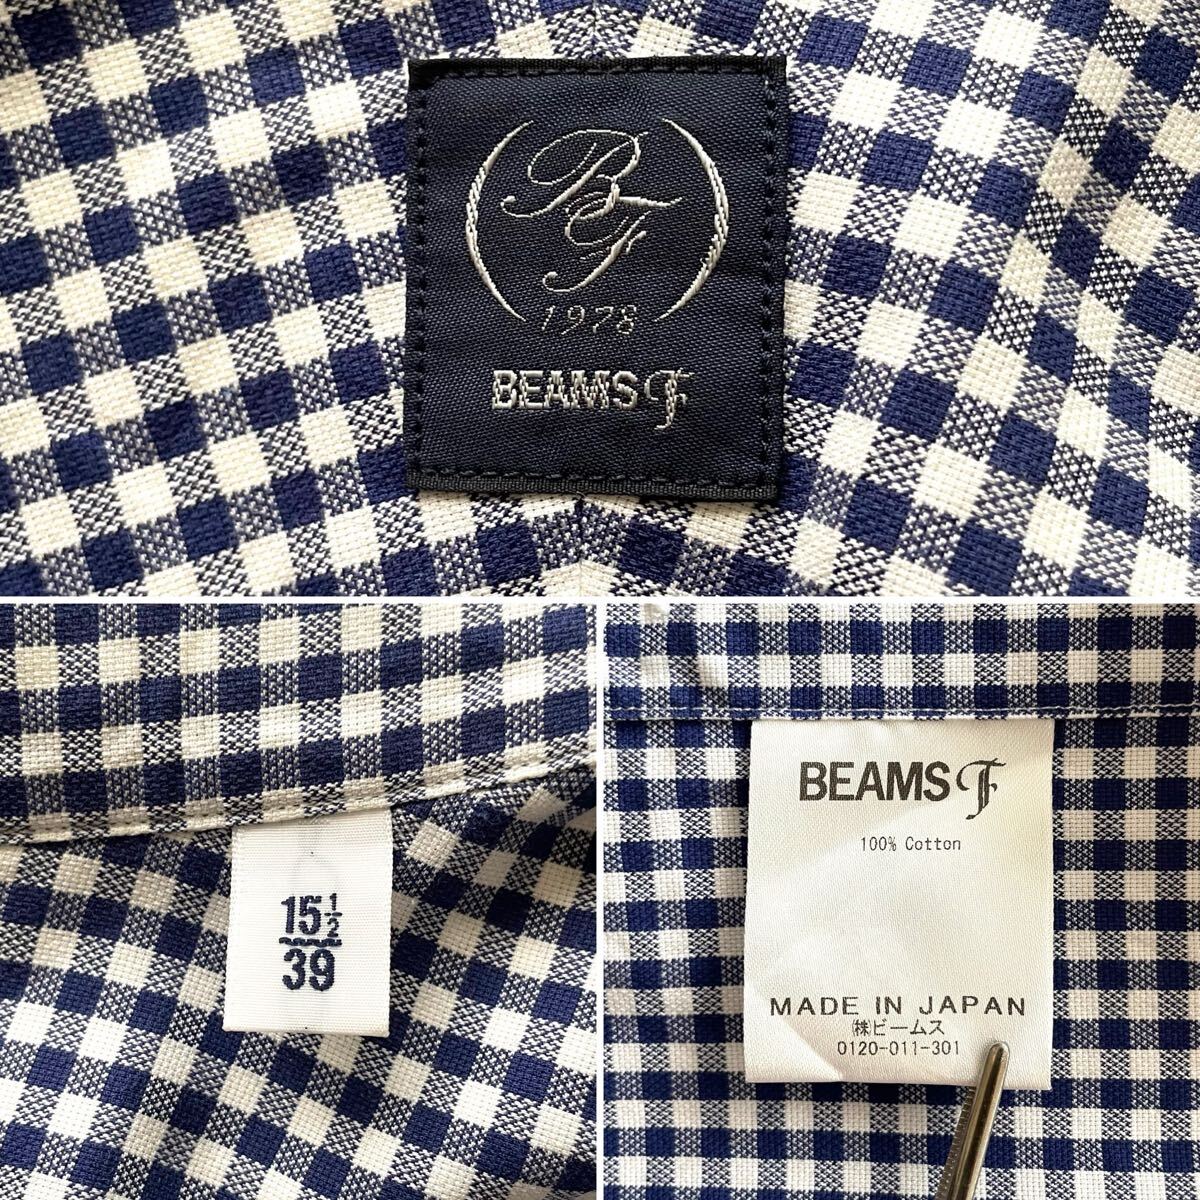 BF
1978
BEAMS F
15 1/2
39
BEAMS F
100% Cotton
MADE IN JAPAN
㈱ビームス
0120-011-301